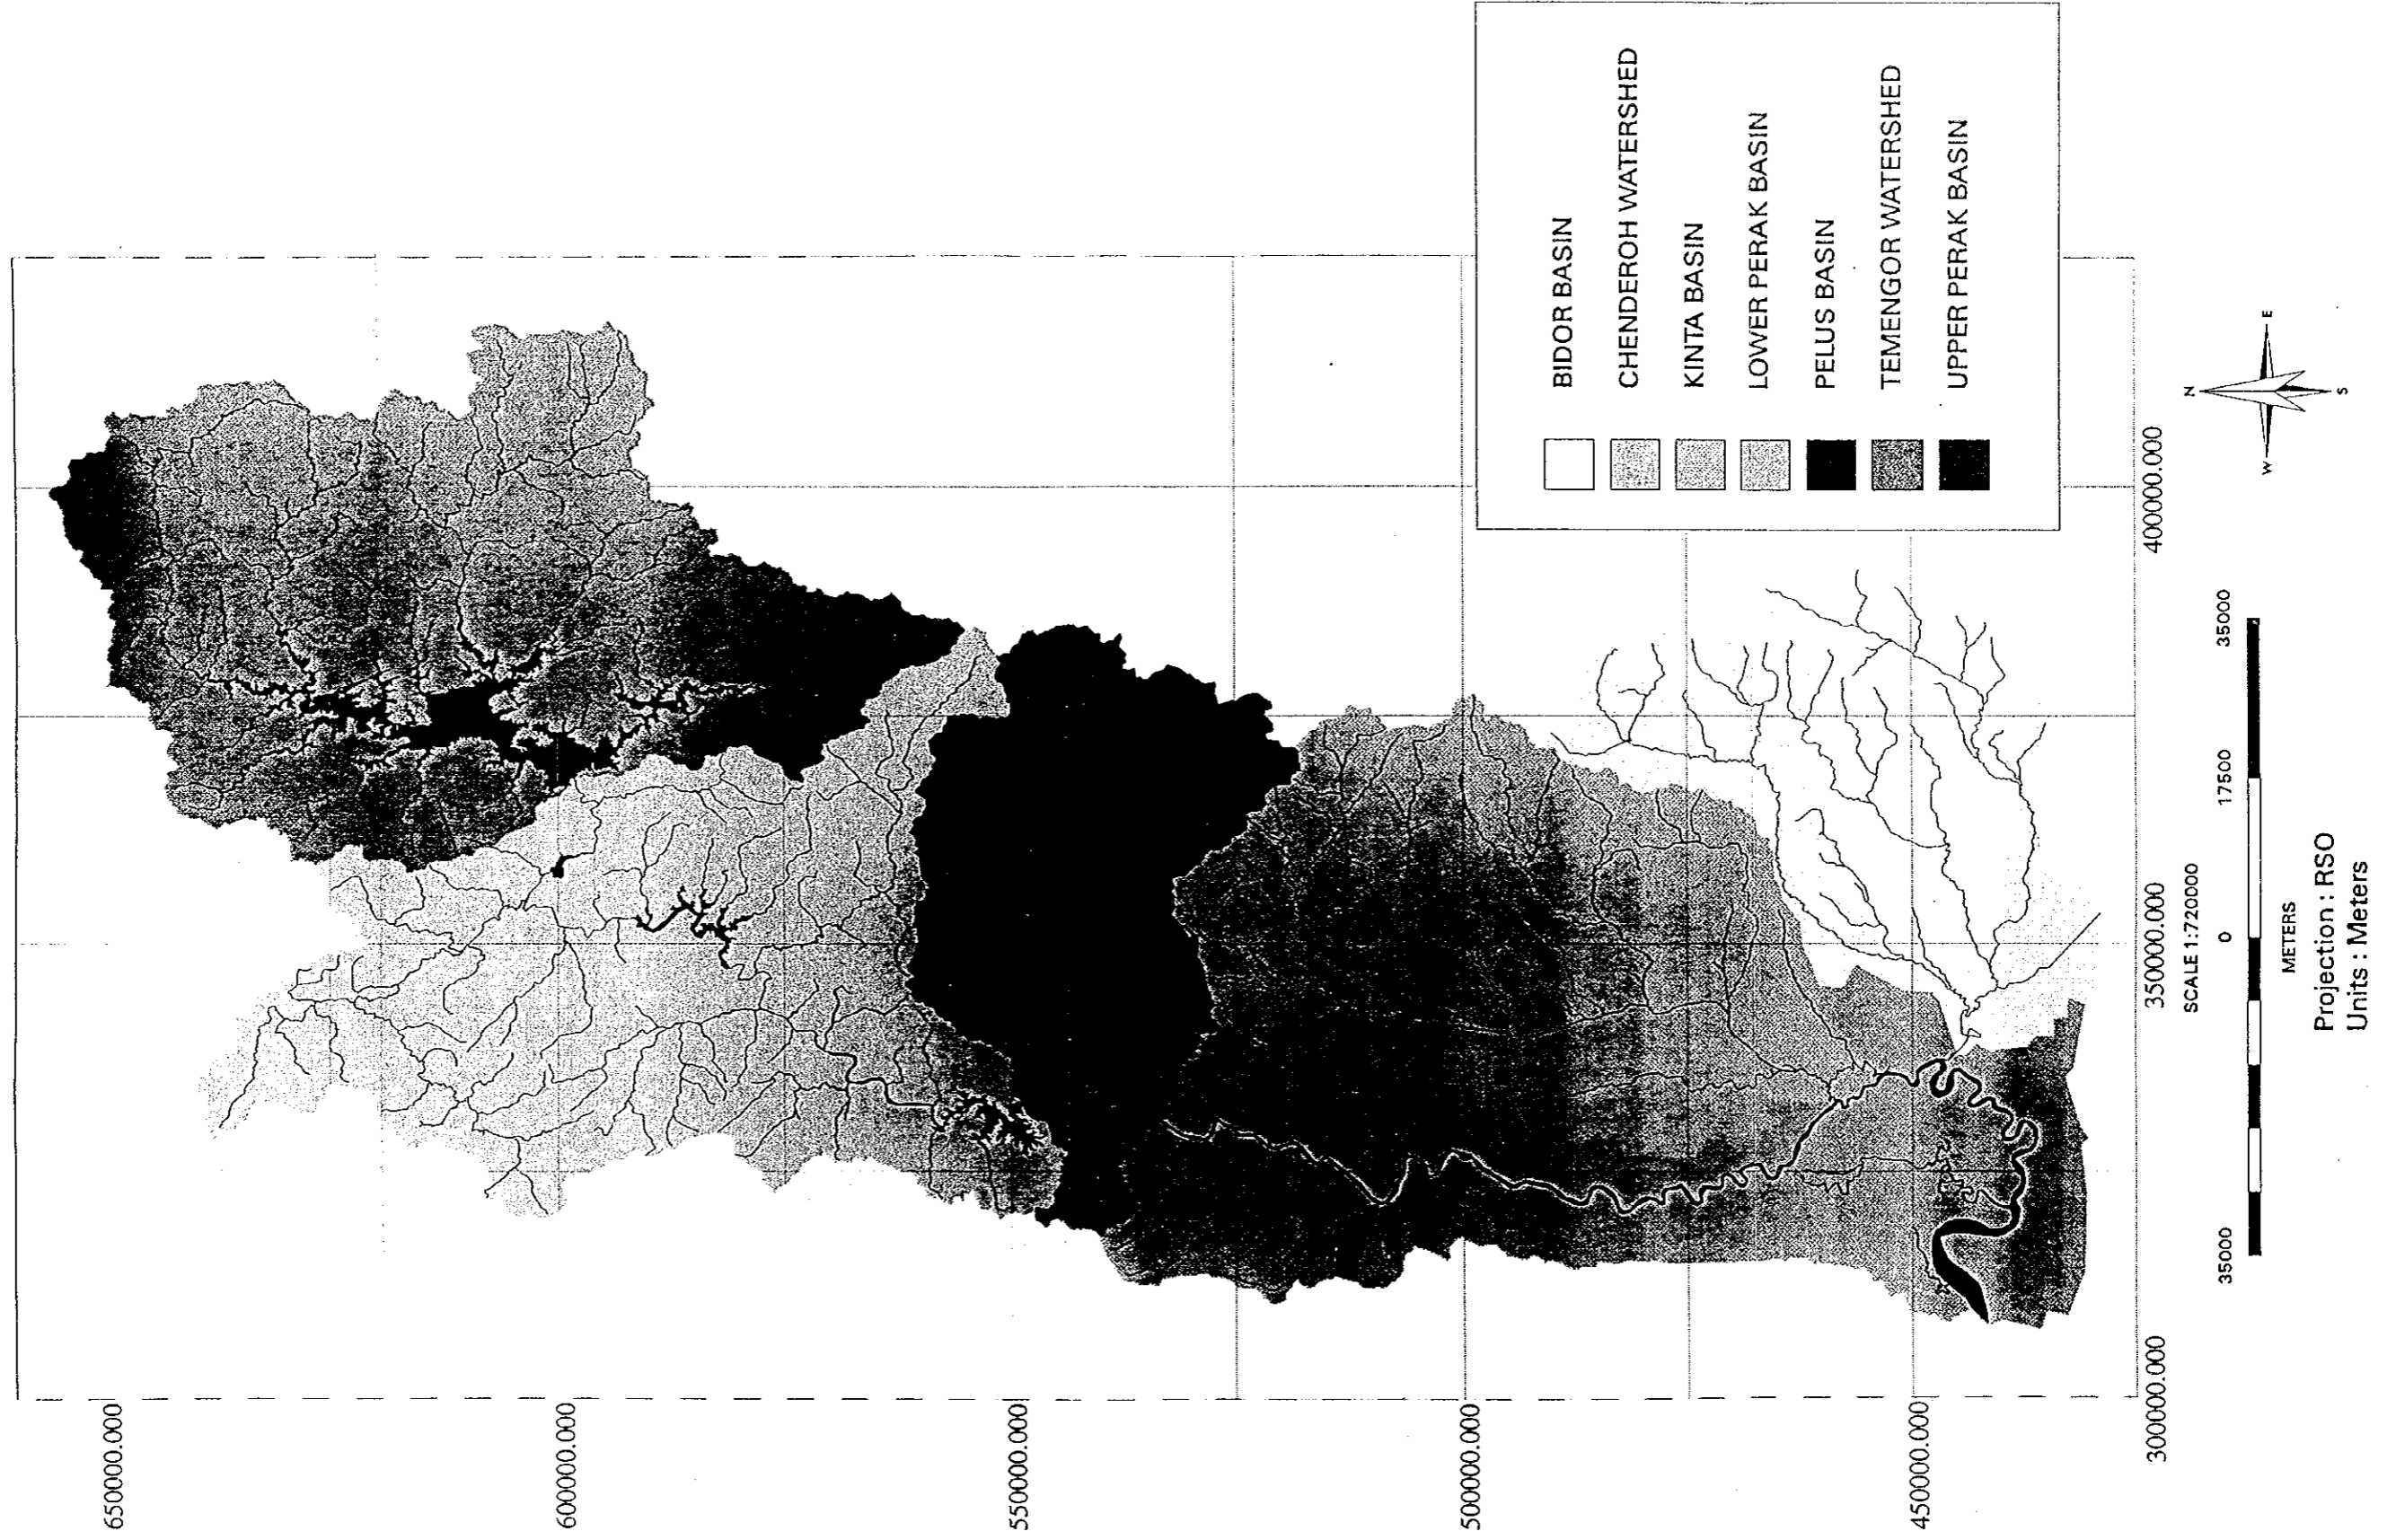 650000.000
600000.000
550000.000
500000.000
450000.000
300000.000
350000.000
400000.000
BIDOR BASIN
CHENDEROH WATERSHED
KINTA BASIN
LOWER PERAK BASIN
PELUS BASIN
TEMENGOR WATERSHED
UPPER PERAK BASIN
N
W
E
S
SCALE 1:720000
35000
0
17500
35000
METERS
Projection : RSO
Units : Meters